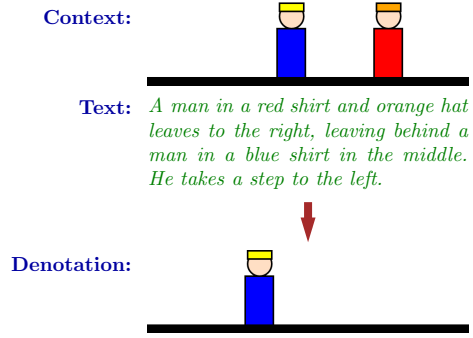 Context:
Text: A man in a red shirt and orange hat
leaves to the right, leaving behind a
man in a blue shirt in the middle.
He takes a step to the left.
Denotation: